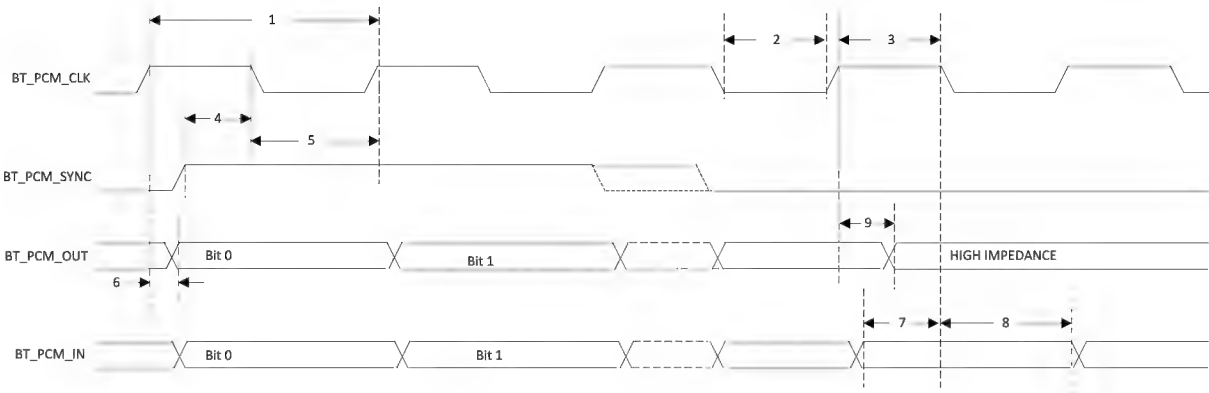 1
2
3
BT_PCM_CLK
4
5
BT_PCM_SYNC
9
BT_PCM_OUT
Bit 0
Bit 1
HIGH IMPEDANCE
6
7
8
BT_PCM_IN
Bit 0
Bit 1